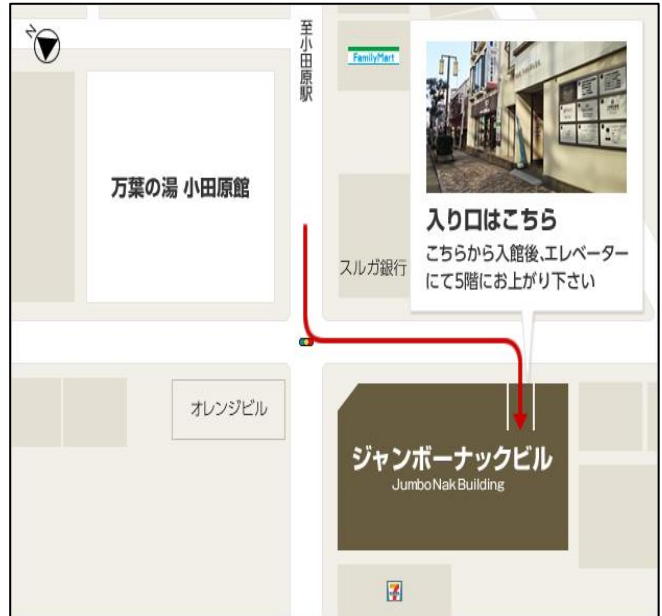 N
至小田原駅
FamilyMart
万葉の湯 小田原館
入り口はこちら
こちらから入館後、エレベーター
にて5階にお上がり下さい
スルガ銀行
オレンジビル
ジャンボーナックビル
Jumbo Nak Building